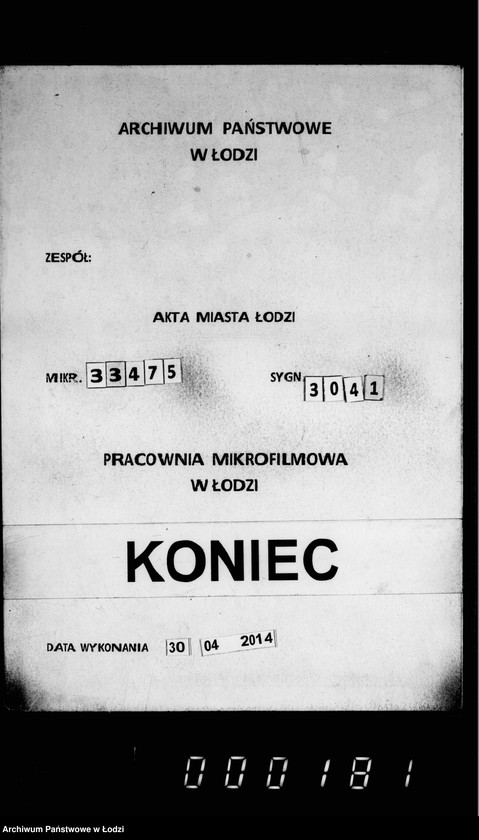 ARCHIWUM PAŃSTWOWE
W ŁODZI
ZESPÓŁ:
AKTA MIASTA ŁODZI
MIKR. 33475 SYGN 3041
PRACOWNIA MIKROFILMOWA
W ŁODZI
KONIEC
DATA WYKONANIA 30 04 2014
000181
Archiwum Państwowe w Łodzi